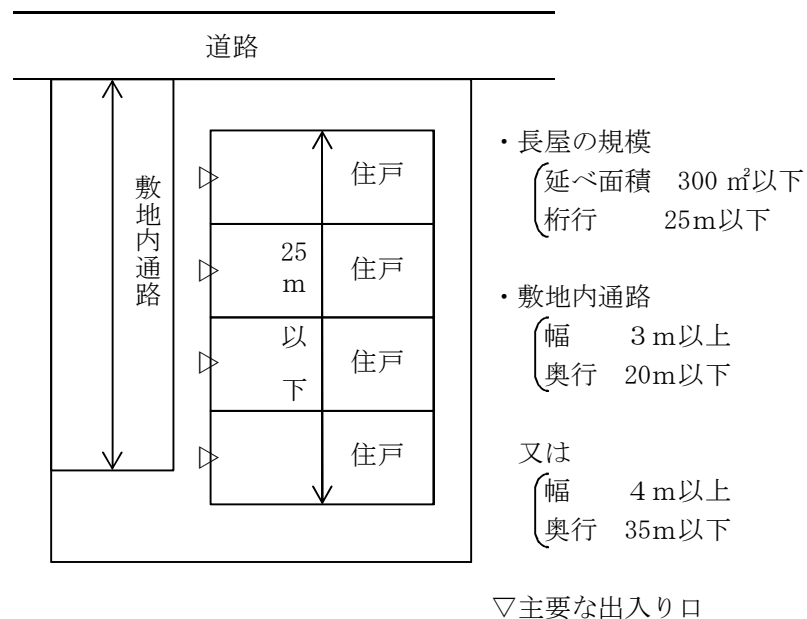 道路
敷地内通路
住戸
住戸
住戸
住戸
25
m
以
下
・長屋の規模
延べ面積 300 ㎡以下
桁行 25m以下
・敷地内通路
幅 3m以上
奥行 20m以下
又は
幅 4m以上
奥行 35m以下
▽主要な出入り口